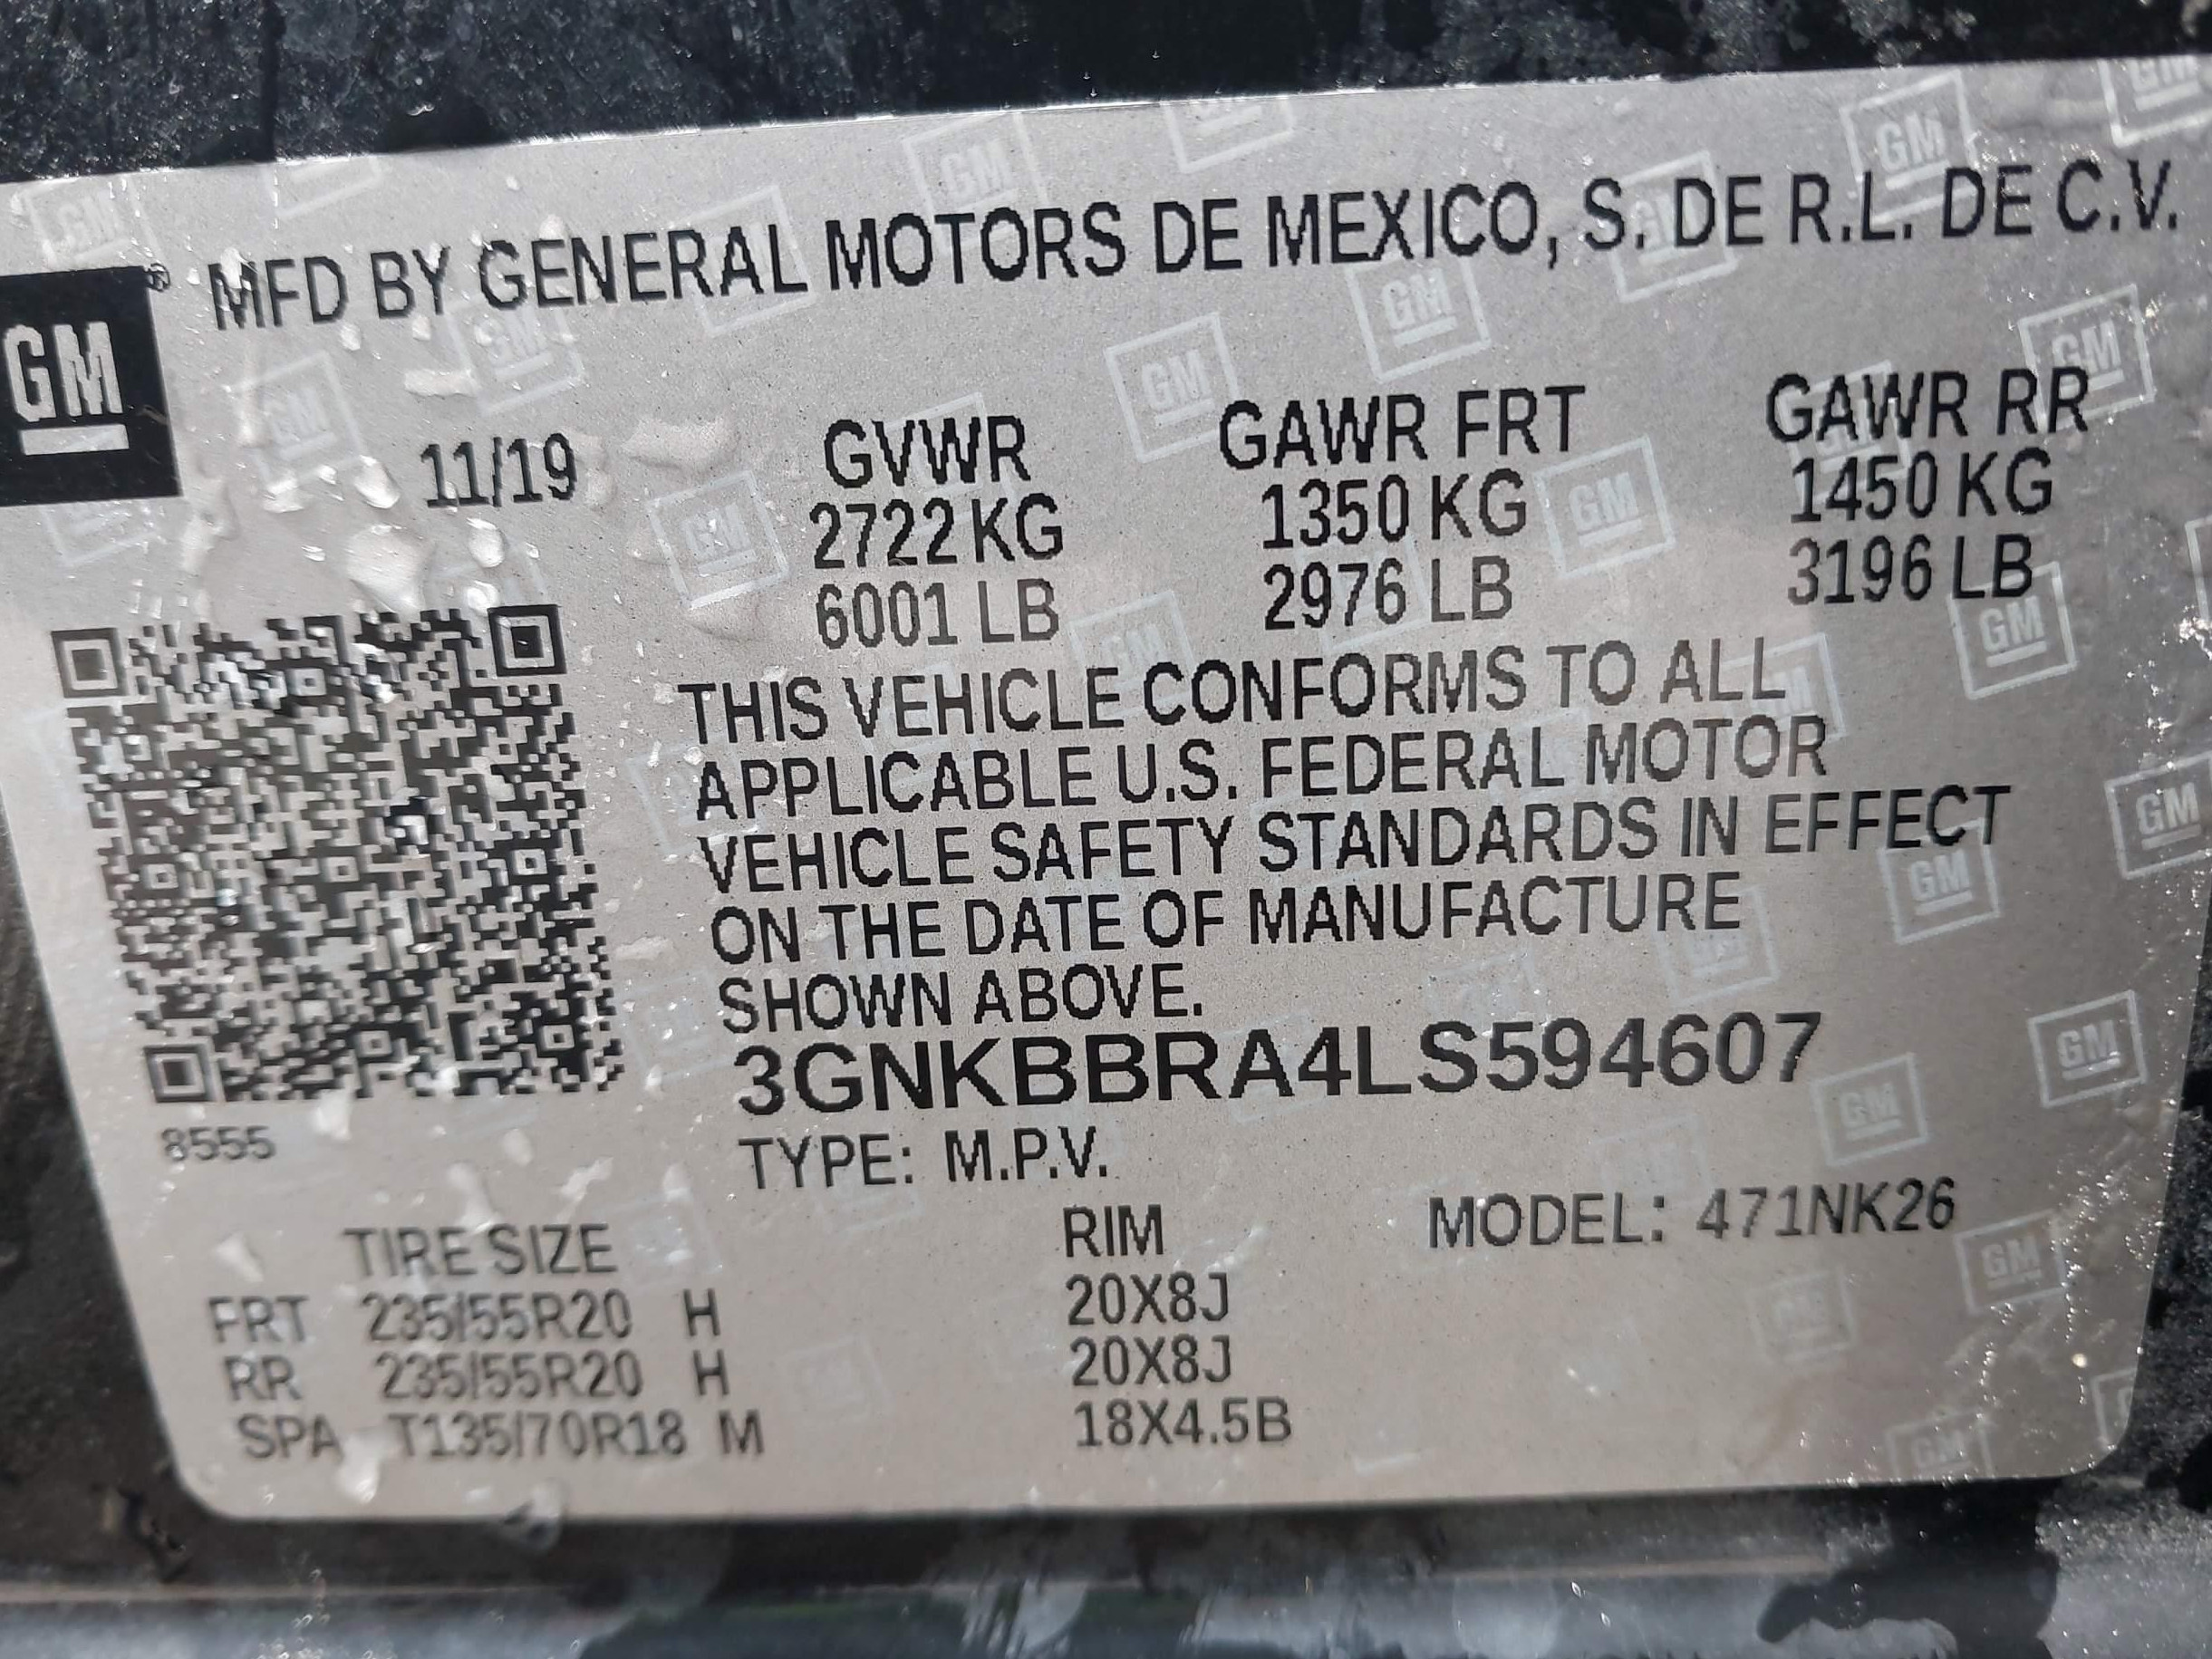 GM
® MFD BY GENERAL MOTORS DE MEXICO, S. DE R.L. DE C.V.
11/19
GVWR GAWR FRT GAWR RR
2722 KG 1350 KG 1450 KG
6001 LB 2976 LB 3196 LB
THIS VEHICLE CONFORMS TO ALL
APPLICABLE U.S. FEDERAL MOTOR
VEHICLE SAFETY STANDARDS IN EFFECT
ON THE DATE OF MANUFACTURE
SHOWN ABOVE.
3GNKBBRA4LS594607
8555
TYPE: M.P.V.
TIRE SIZE RIM MODEL: 471NK26
FRT 235/55R20 H 20X8J
RR 235/55R20 H 20X8J
SPA T135/70R18 M 18X4.5B